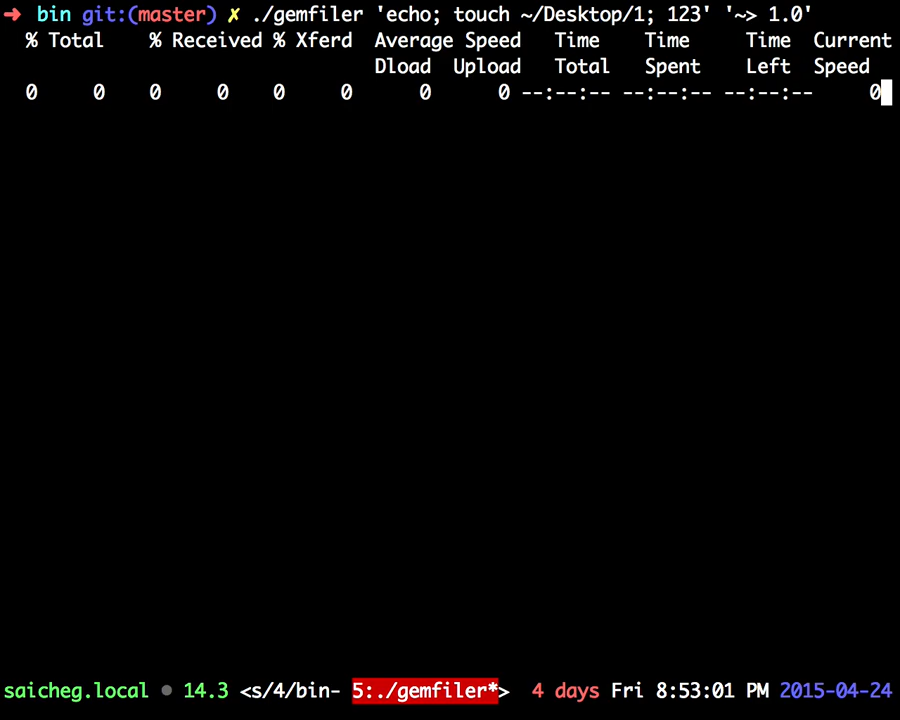 ➜ bin git:(master) ✗ ./gemfiler 'echo; touch ~/Desktop/1; 123' '~> 1.0'
% Total % Received % Xferd Average Speed Time Time Time Current
Dload Upload Total Spent Left Speed
0 0 0 0 0 0 0 0 --:--:-- --:--:-- --:--:-- 0
saicheg.local ● 14.3 <s/4/bin- 5:./gemfiler*> 4 days Fri 8:53:01 PM 2015-04-24